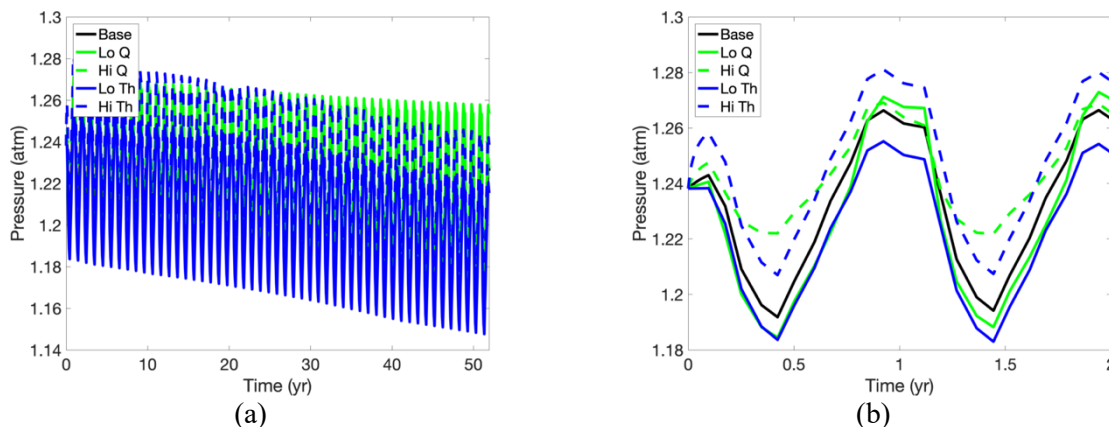 1.3
1.28
1.26
1.24
1.22
1.2
1.18
1.16
1.14
Pressure (atm)
Base
Lo Q
Hi Q
Lo Th
Hi Th
0 10 20 30 40 50
Time (yr)
(a)
1.3
1.28
1.26
1.24
1.22
1.2
1.18
Pressure (atm)
Base
Lo Q
Hi Q
Lo Th
Hi Th
0 0.5 1 1.5 2
Time (yr)
(b)